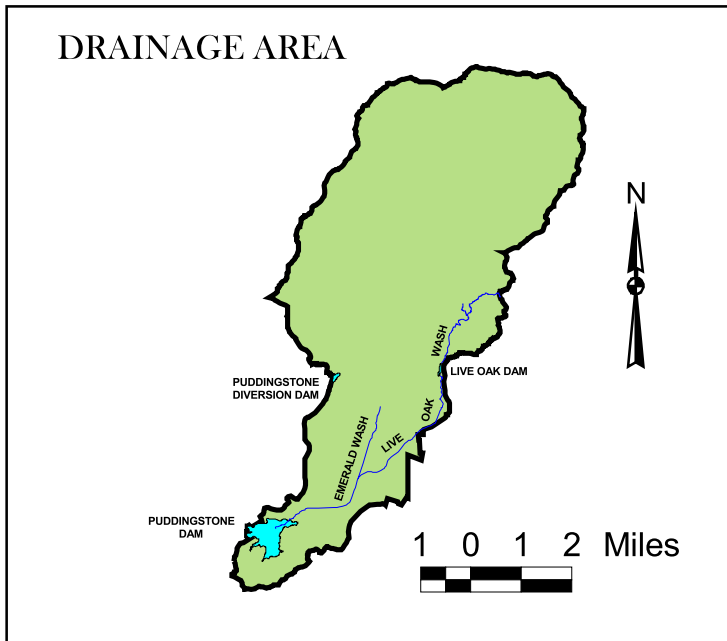 DRAINAGE AREA
N
WASH
LIVE OAK DAM
PUDDINGSTONE
DIVERSION DAM
OAK
LIVE
EMERALD WASH
PUDDINGSTONE
DAM
1 0 1 2 Miles